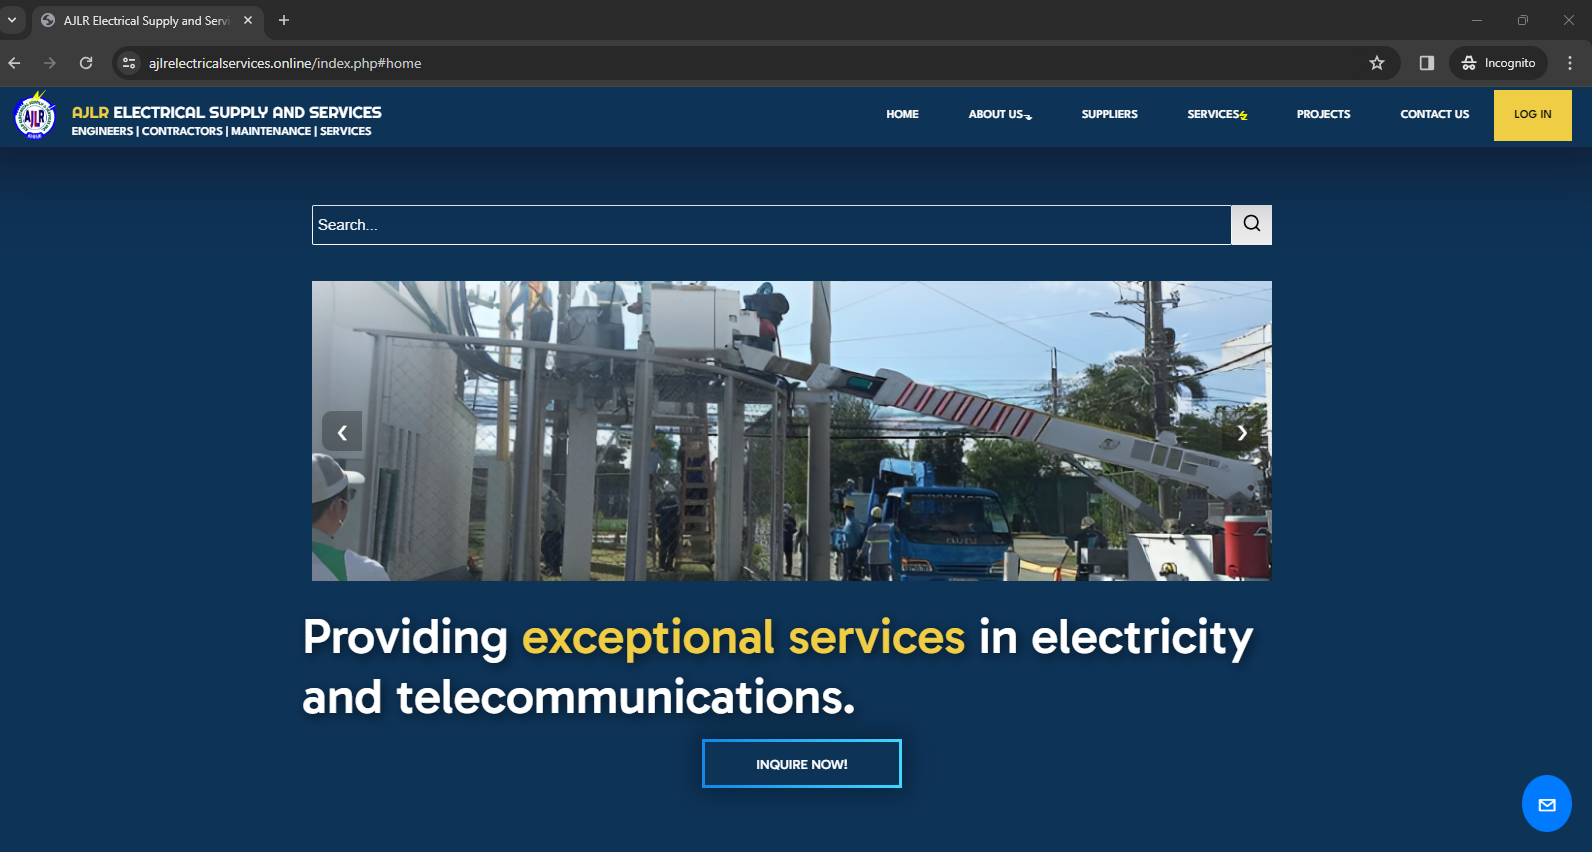 AJLR Electrical Supply and Servi
ajlrelectricalservices.online/index.php#home
Incognito
AJLR
AJLR ELECTRICAL SUPPLY AND SERVICES
ENGINEERS | CONTRACTORS | MAINTENANCE | SERVICES
HOME
ABOUT US
SUPPLIERS
SERVICES
PROJECTS
CONTACT US
LOG IN
Search...
Providing exceptional services in electricity
and telecommunications.
INQUIRE NOW!